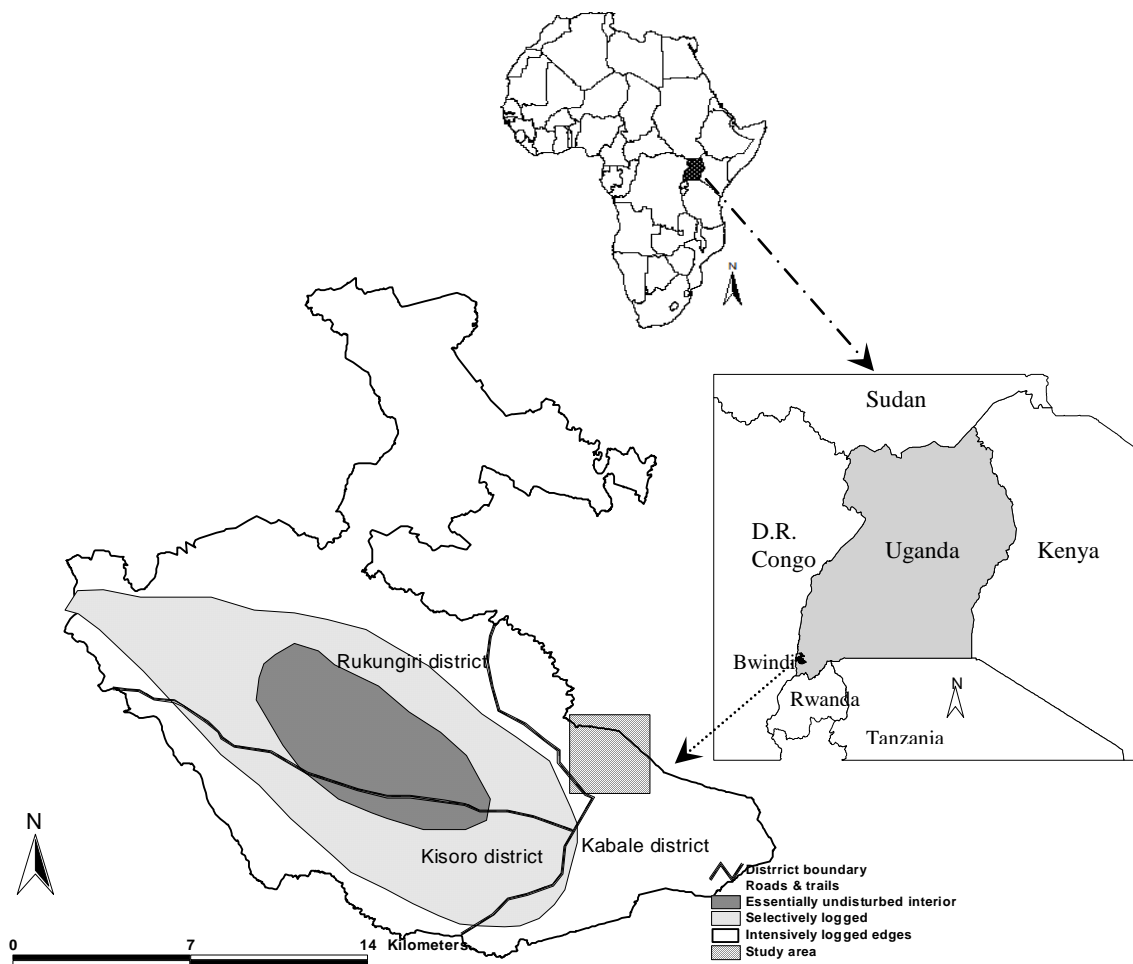 N
Sudan
D.R.
Congo
Uganda
Kenya
Bwindi
Rwanda
N
Tanzania
Rukungiri district
Kisoro district
Kabale district
N
0 7 14 Kilometers
Distrrict boundary
Roads & trails
Essentially undisturbed interior
Selectively logged
Intensively logged edges
Study area